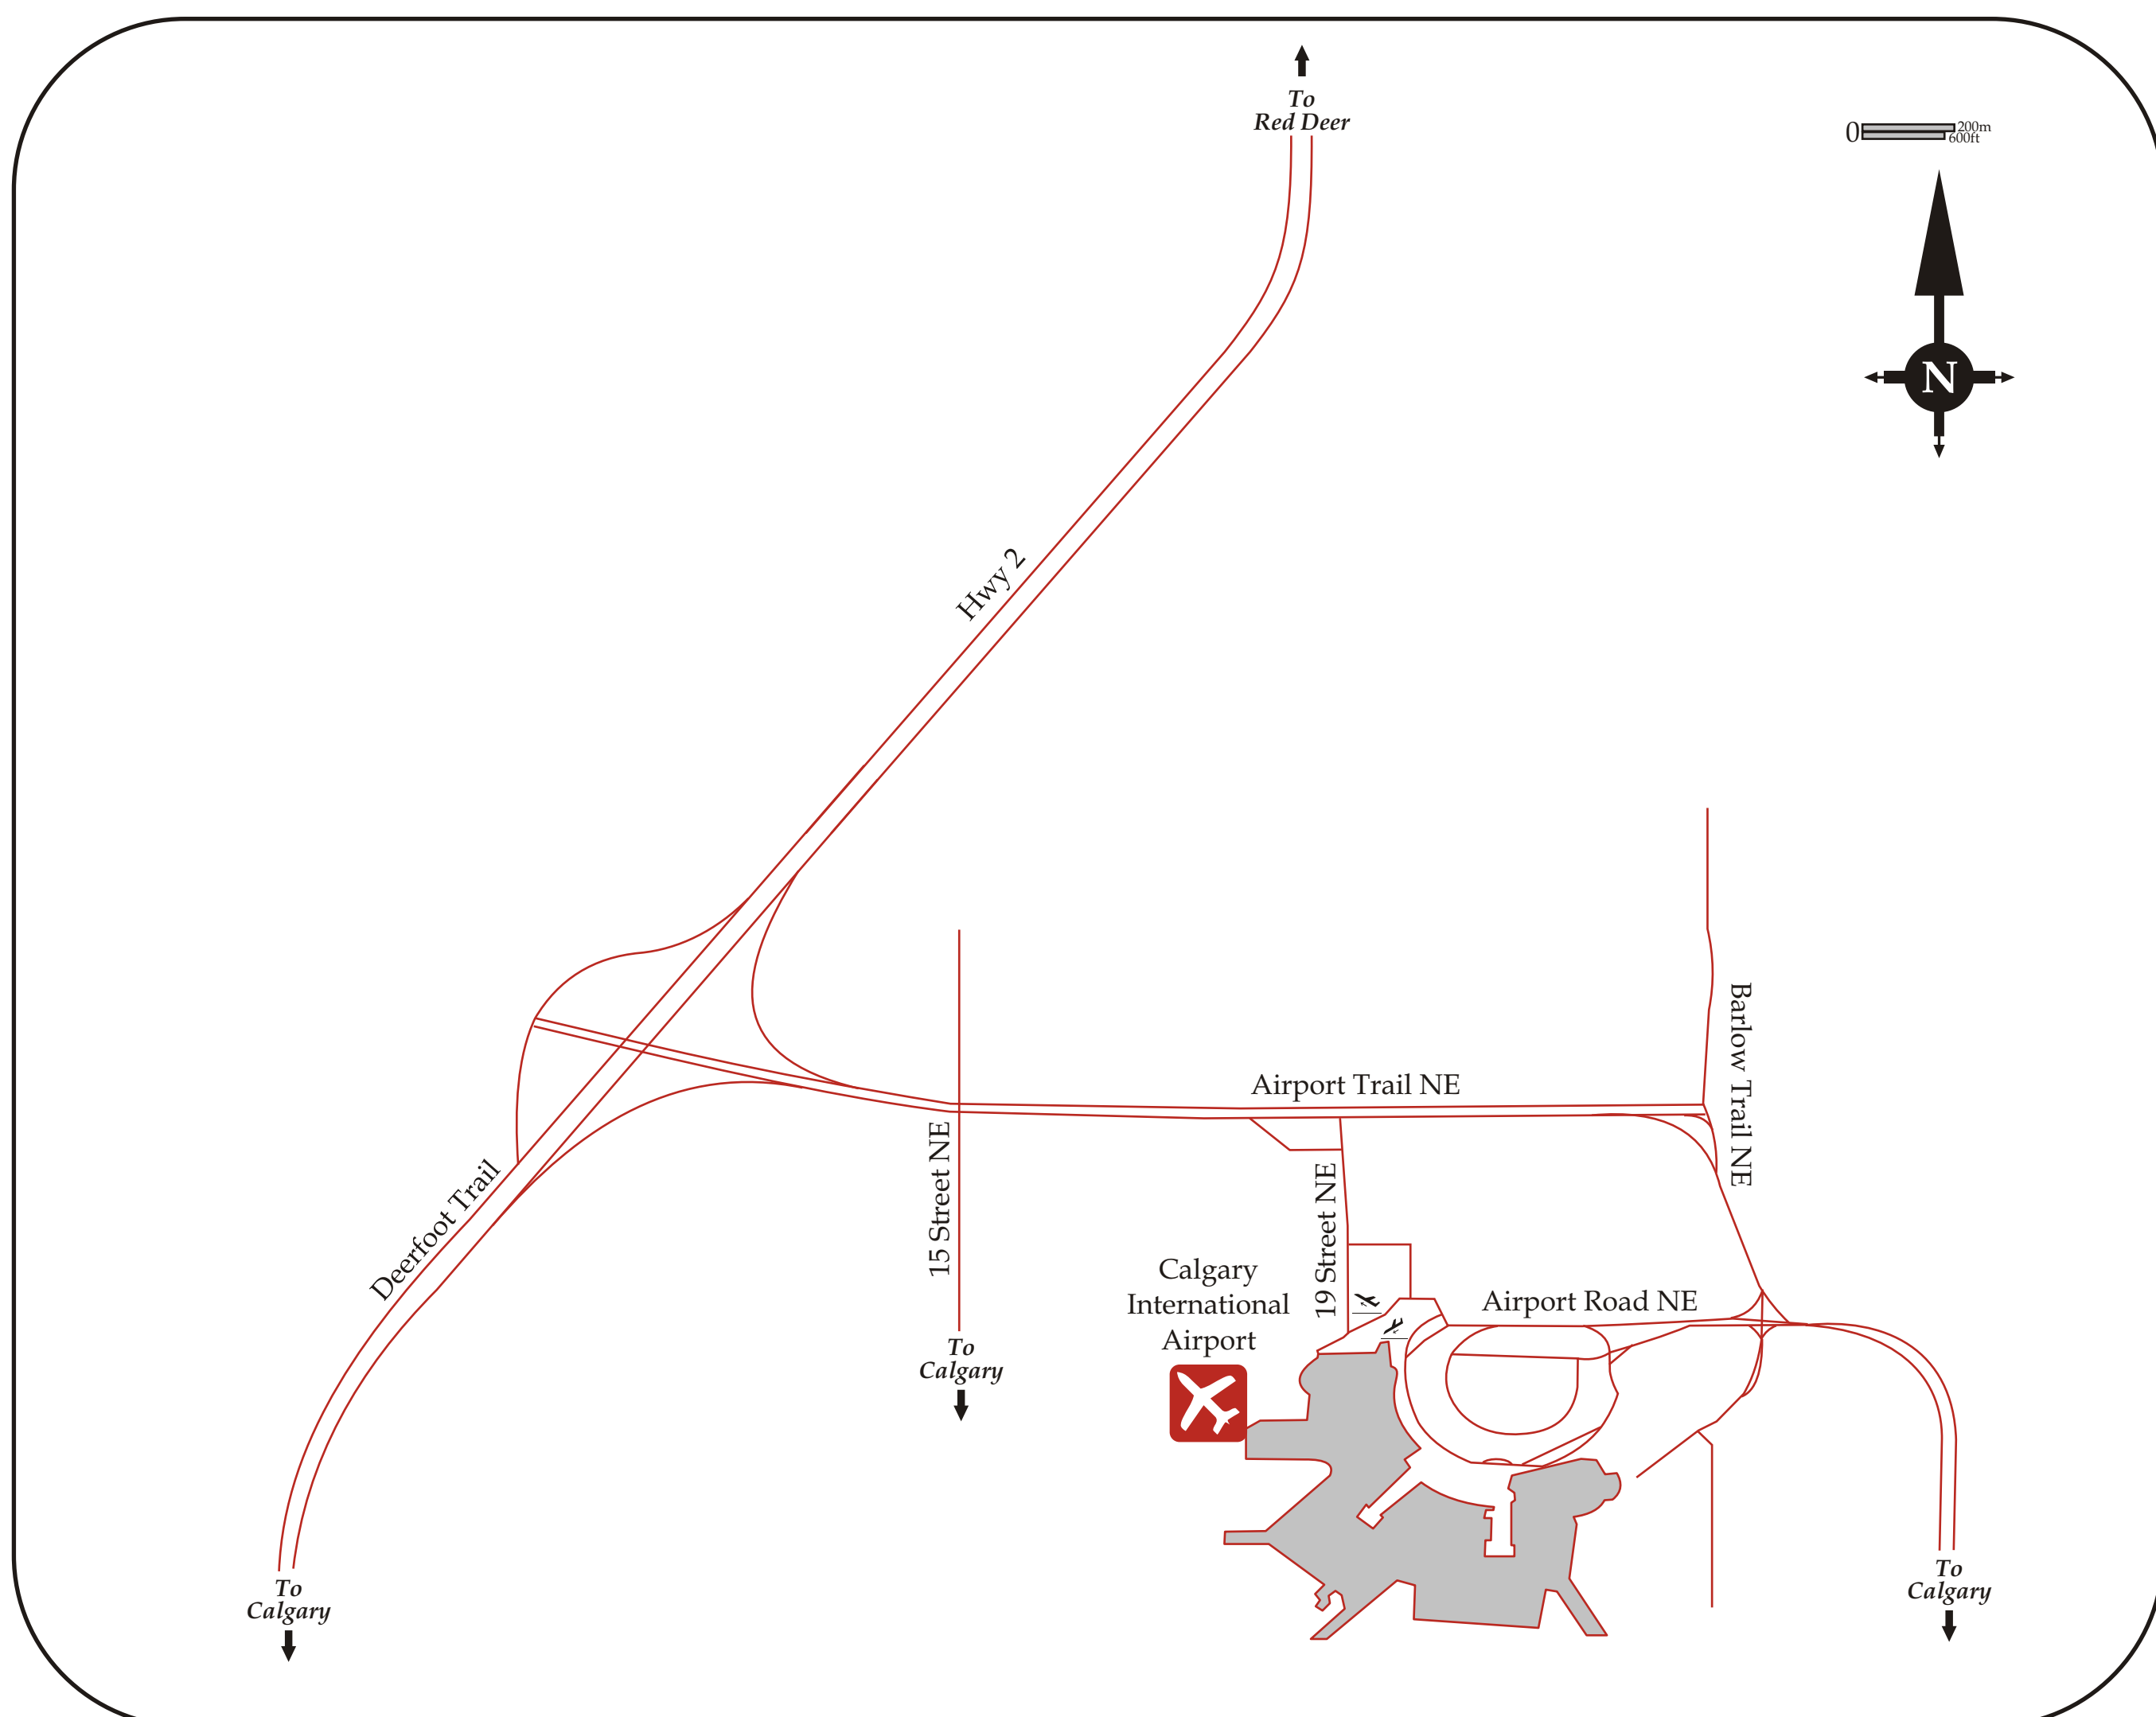 To
Red Deer
0
200m
600ft
N
Hwy 2
Barlow Trail NE
Airport Trail NE
Deerfoot Trail
15 Street NE
19 Street NE
Calgary
International
Airport
Airport Road NE
To
Calgary
To
Calgary
To
Calgary